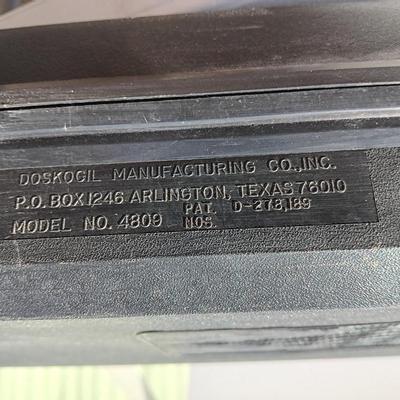 DOSKOCIL MANUFACTURING CO., INC.
P.O. BOX 1246 ARLINGTON, TEXAS 76010
MODEL NO. 4809 PAT. NOS. D-278,189